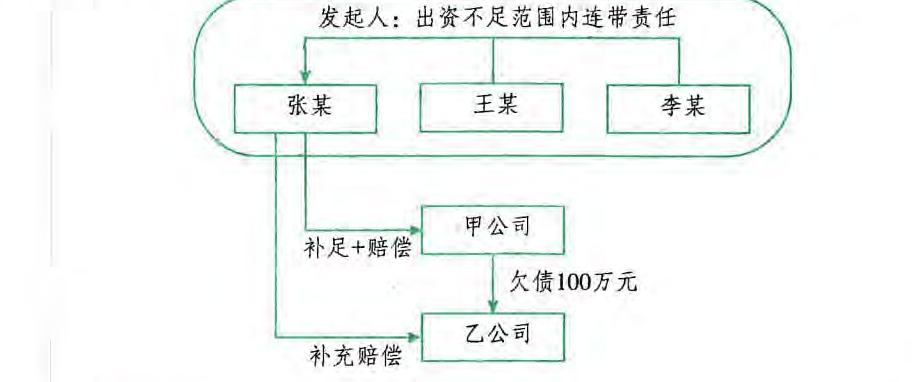 发起人：出资不足范围内连带责任
张某
王某
李某
甲公司
补足+赔偿
欠债100万元
乙公司
补充赔偿